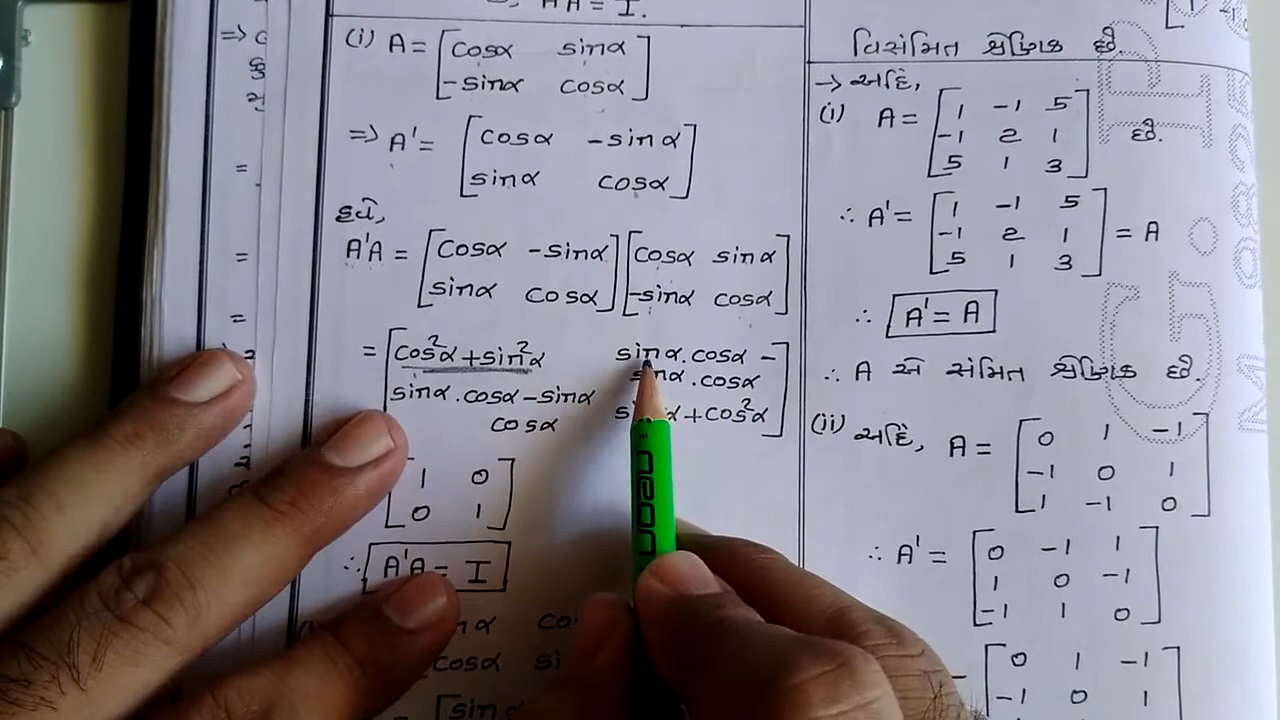 A'A = I.
(i) A = [cosα sinα
-sinα cosα]
=> A' = [cosα -sinα
sinα cosα]
હવે,
A'A = [cosα -sinα] [cosα sinα]
[sinα cosα] [-sinα cosα]
= [cos²α + sin²α sinα.cosα -
sinα.cosα
sinα.cosα - sinα + cos²α]
cosα
[1 0
0 1]
∴ A'A = I
cosα si
[sin
વિસંમિત શ્રેણિક છે.
→ અહિં,
(i) A = [1 -1 5
-1 2 1 છે.
5 1 3]
∴ A' = [1 -1 5
-1 2 1 = A
5 1 3]
∴ A' = A
∴ A એ સંમિત શ્રેણિક છે.
(ii) અહિં, A = [0 1 -1
-1 0 1
1 -1 0]
∴ A' = [0 -1 1
1 0 -1
-1 1 0]
- [0 1 -1
-1 0 1
neon